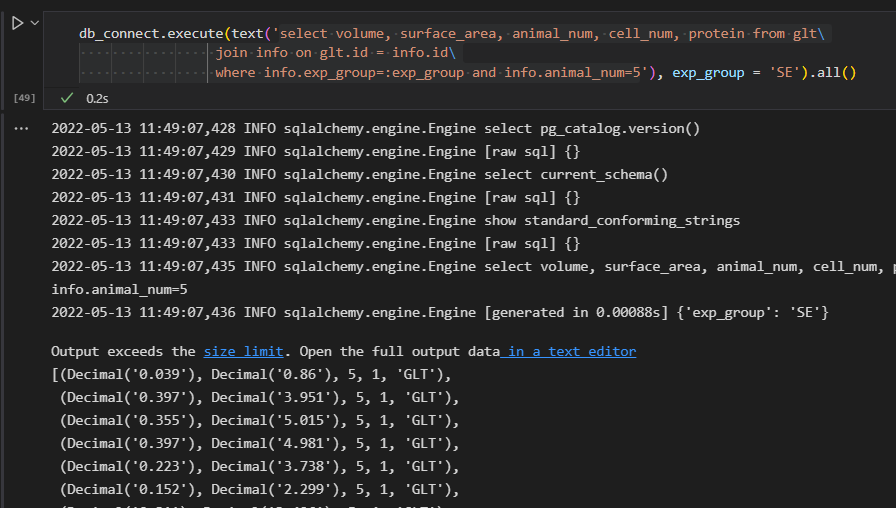 db_connect.execute(text('select volume, surface_area, animal_num, cell_num, protein from glt\
join info on glt.id = info.id\
where info.exp_group=:exp_group and info.animal_num=5'), exp_group = 'SE').all()
[49] 0.2s
... 2022-05-13 11:49:07,428 INFO sqlalchemy.engine.Engine select pg_catalog.version()
2022-05-13 11:49:07,429 INFO sqlalchemy.engine.Engine [raw sql] {}
2022-05-13 11:49:07,430 INFO sqlalchemy.engine.Engine select current_schema()
2022-05-13 11:49:07,431 INFO sqlalchemy.engine.Engine [raw sql] {}
2022-05-13 11:49:07,433 INFO sqlalchemy.engine.Engine show standard_conforming_strings
2022-05-13 11:49:07,433 INFO sqlalchemy.engine.Engine [raw sql] {}
2022-05-13 11:49:07,435 INFO sqlalchemy.engine.Engine select volume, surface_area, animal_num, cell_num,
info.animal_num=5
2022-05-13 11:49:07,436 INFO sqlalchemy.engine.Engine [generated in 0.00088s] {'exp_group': 'SE'}
Output exceeds the size limit. Open the full output data in a text editor
[(Decimal('0.039'), Decimal('0.86'), 5, 1, 'GLT'),
(Decimal('0.397'), Decimal('3.951'), 5, 1, 'GLT'),
(Decimal('0.355'), Decimal('5.015'), 5, 1, 'GLT'),
(Decimal('0.397'), Decimal('4.981'), 5, 1, 'GLT'),
(Decimal('0.223'), Decimal('3.738'), 5, 1, 'GLT'),
(Decimal('0.152'), Decimal('2.299'), 5, 1, 'GLT'),